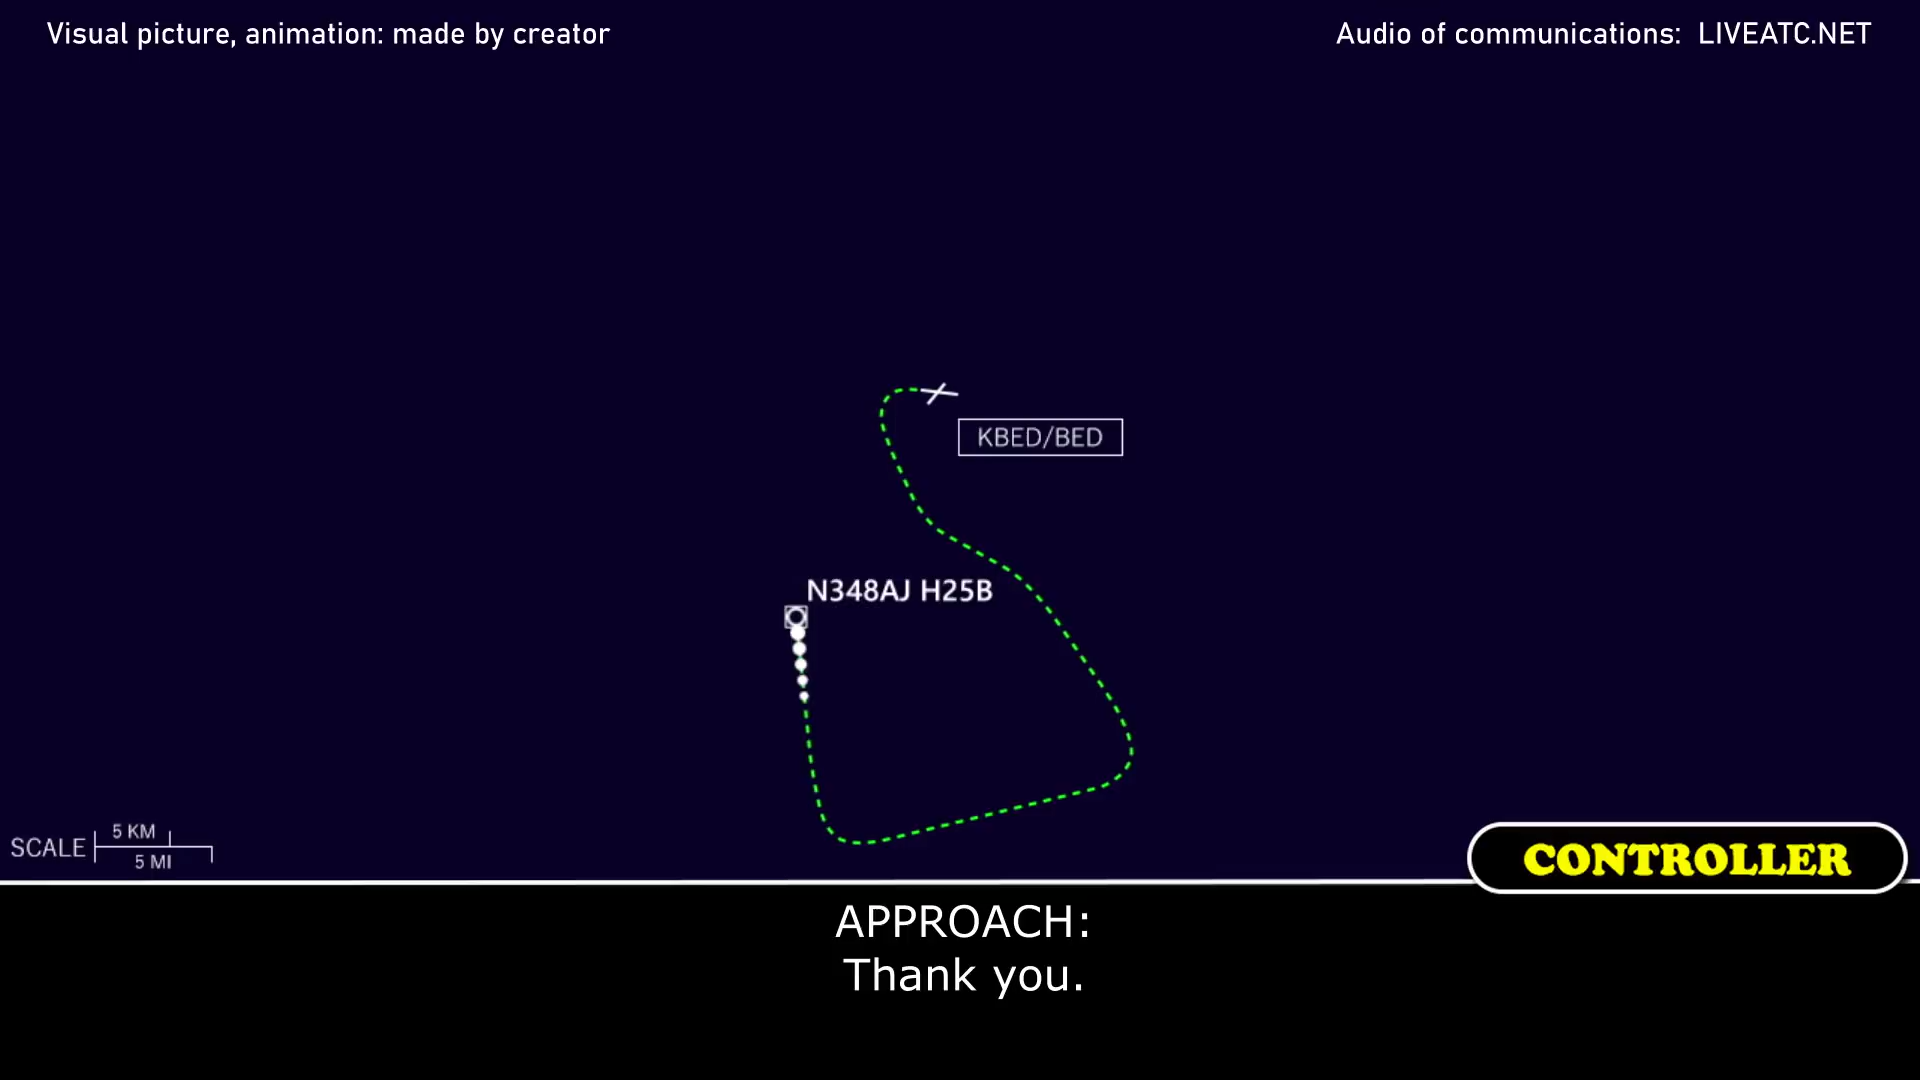 Visual picture, animation: made by creator
Audio of communications: LIVEATC.NET
KBED/BED
N348AJ H25B
5 KM
SCALE
5 MI
CONTROLLER
APPROACH:
Thank you.